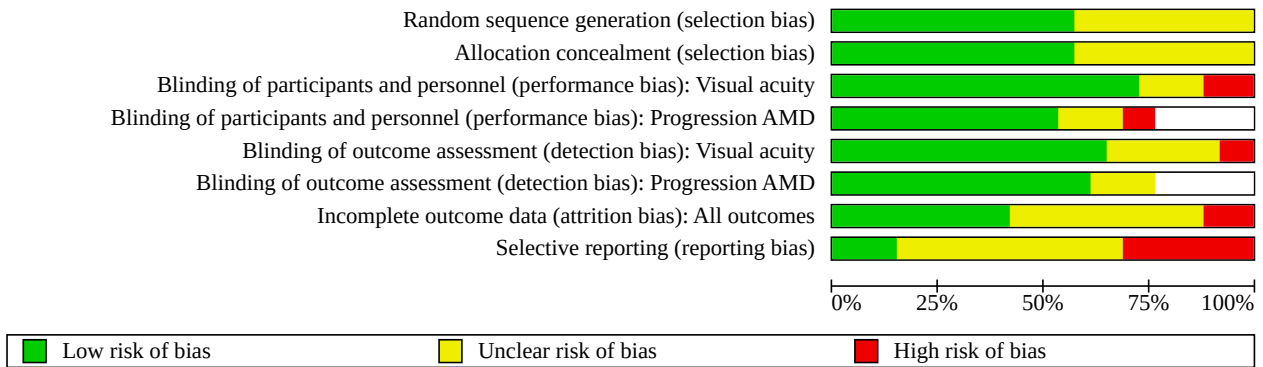 Random sequence generation (selection bias)
Allocation concealment (selection bias)
Blinding of participants and personnel (performance bias): Visual acuity
Blinding of participants and personnel (performance bias): Progression AMD
Blinding of outcome assessment (detection bias): Visual acuity
Blinding of outcome assessment (detection bias): Progression AMD
Incomplete outcome data (attrition bias): All outcomes
Selective reporting (reporting bias)
0% 25% 50% 75% 100%
Low risk of bias Unclear risk of bias High risk of bias